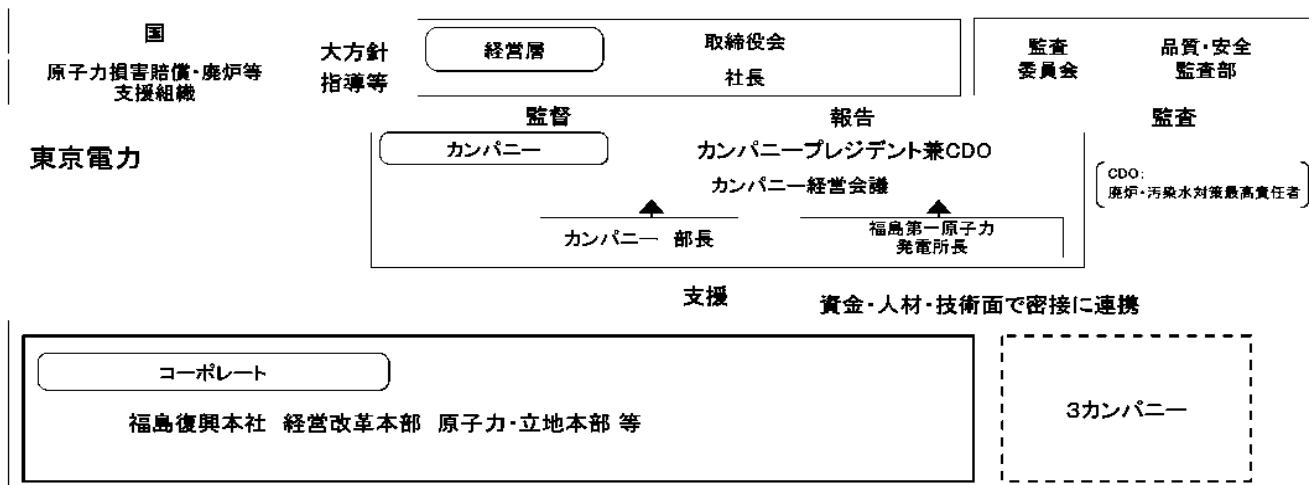 国
原子力損害賠償・廃炉等
支援組織
大方針
指導等
経営層
取締役会
社長
監査
委員会
品質・安全
監査部
監督
報告
監査
東京電力
カンパニー
カンパニープレジデント兼CDO
カンパニー経営会議
CDO:
廃炉・汚染水対策最高責任者
カンパニー 部長
福島第一原子力
発電所長
支援
資金・人材・技術面で密接に連携
コーポレート
福島復興本社 経営改革本部 原子力・立地本部 等
3カンパニー